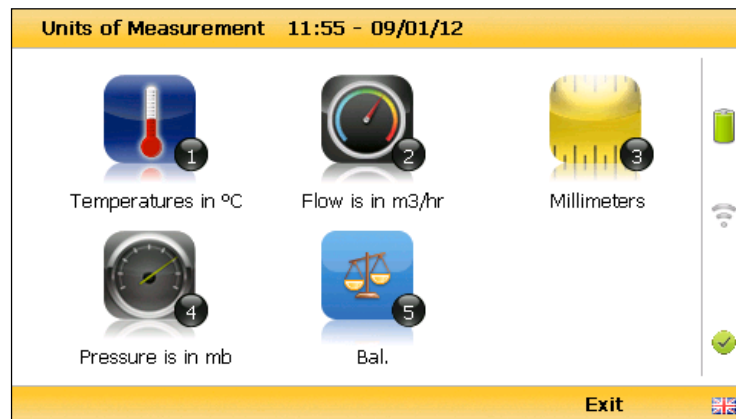 Units of Measurement 11:55 - 09/01/12
1
2
3
Temperatures in ºC
Flow is in m3/hr
Millimeters
4
5
Pressure is in mb
Bal.
Exit